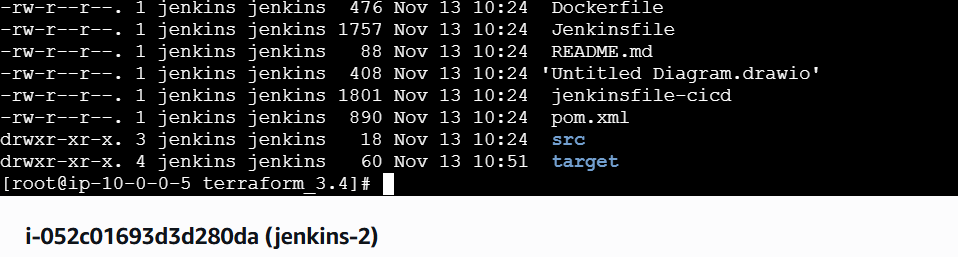 -rw-r--r--. 1 jenkins jenkins  476 Nov 13 10:24  Dockerfile
-rw-r--r--. 1 jenkins jenkins 1757 Nov 13 10:24  Jenkinsfile
-rw-r--r--. 1 jenkins jenkins   88 Nov 13 10:24  README.md
-rw-r--r--. 1 jenkins jenkins  408 Nov 13 10:24 'Untitled Diagram.drawio'
-rw-r--r--. 1 jenkins jenkins 1801 Nov 13 10:24  jenkinsfile-cicd
-rw-r--r--. 1 jenkins jenkins  890 Nov 13 10:24  pom.xml
drwxr-xr-x. 3 jenkins jenkins   18 Nov 13 10:24  src
drwxr-xr-x. 4 jenkins jenkins   60 Nov 13 10:51  target
[root@ip-10-0-0-5 terraform_3.4]#
i-052c01693d3d280da (jenkins-2)